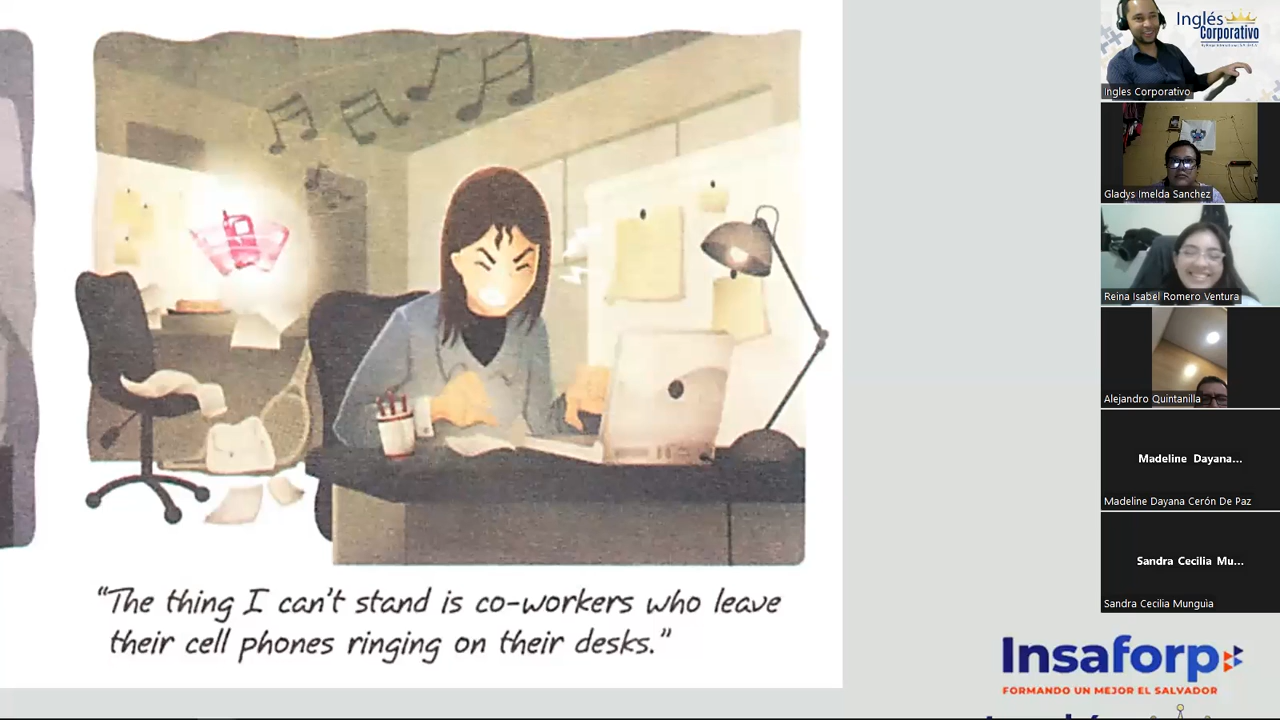 "The thing I can't stand is co-workers who leave
their cell phones ringing on their desks."
Inglés
Corporativo
Ingles Corporativo
Gladys Imelda Sanchez
Reina Isabel Romero Ventura
Alejandro Quintanilla
Madeline Dayana...
Madeline Dayana Cerón De Paz
Sandra Cecilia Mu...
Sandra Cecilia Munguìa
Insaforp
FORMANDO UN MEJOR EL SALVADOR